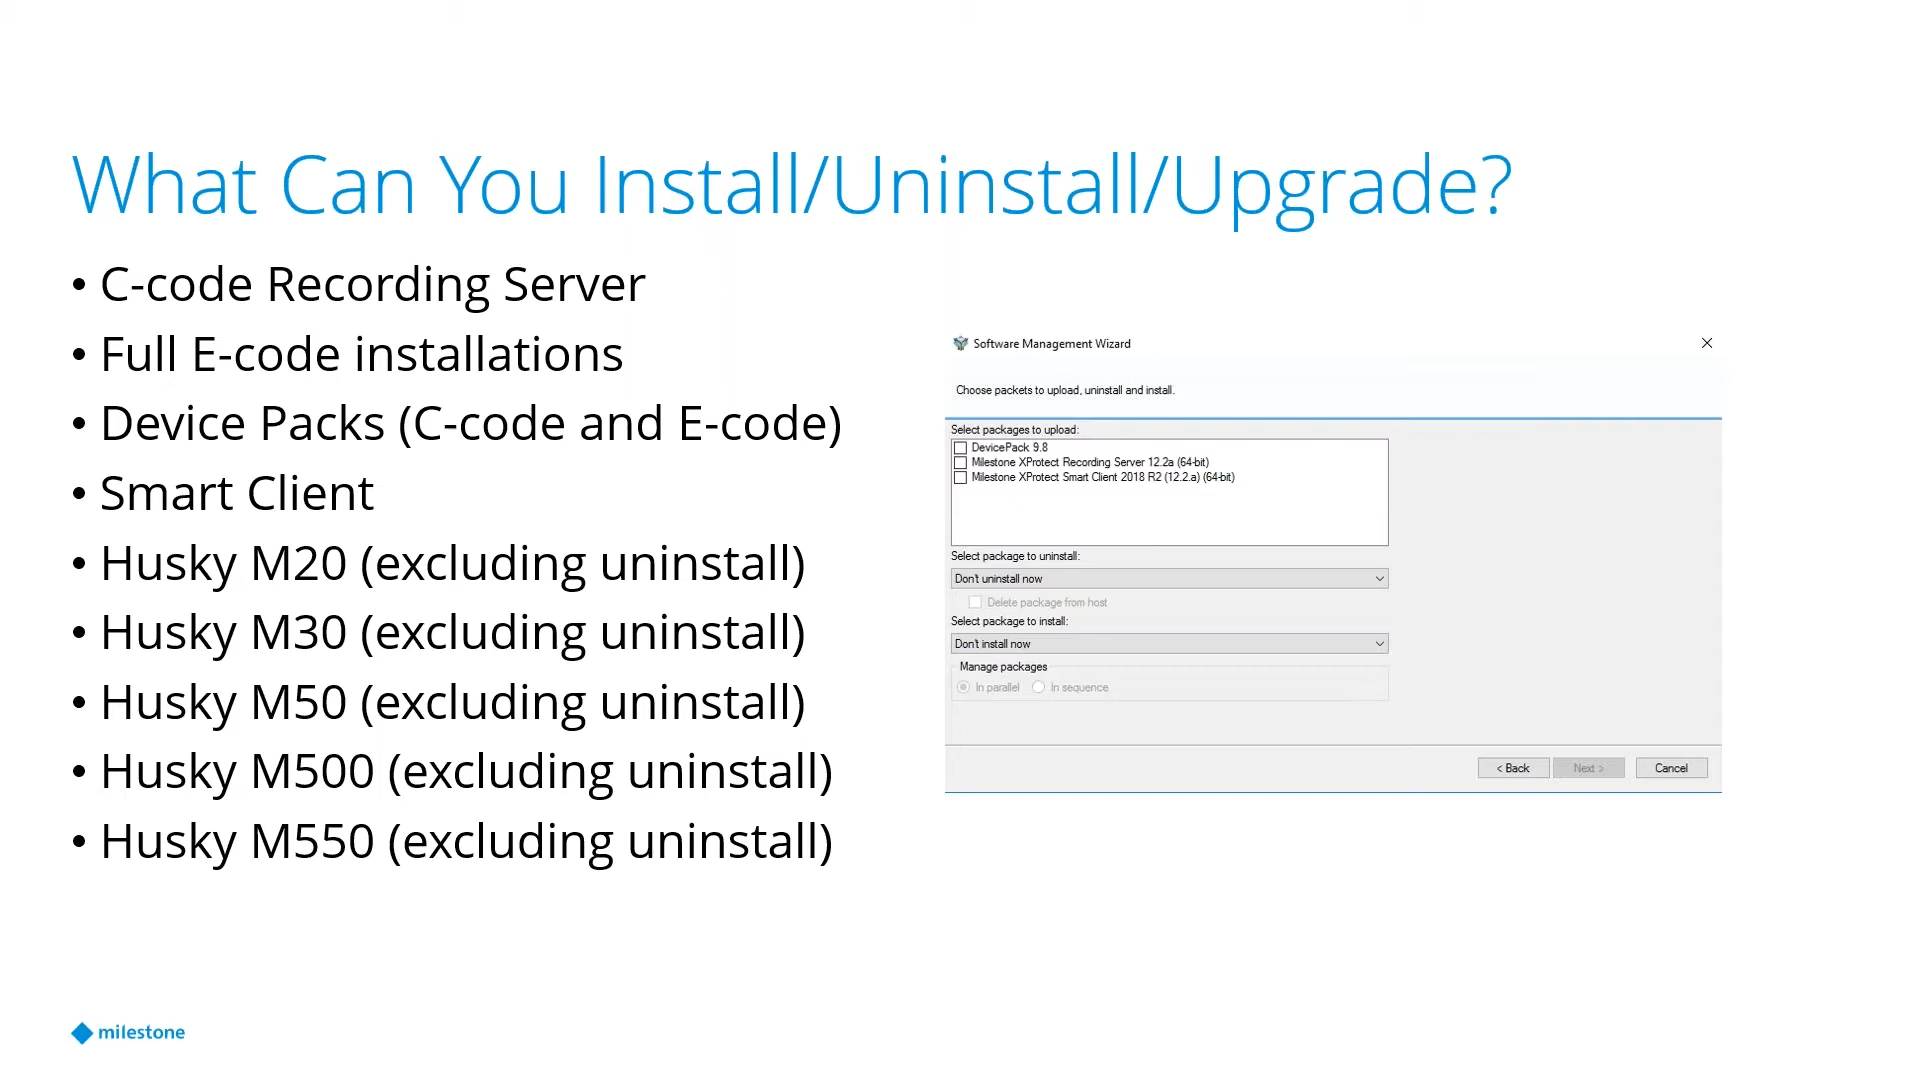 What Can You Install/Uninstall/Upgrade?
• C-code Recording Server
• Full E-code installations
• Device Packs (C-code and E-code)
• Smart Client
• Husky M20 (excluding uninstall)
• Husky M30 (excluding uninstall)
• Husky M50 (excluding uninstall)
• Husky M500 (excluding uninstall)
• Husky M550 (excluding uninstall)
Software Management Wizard
Choose packets to upload, uninstall and install.
Select packages to upload:
DevicePack 9.8
Milestone XProtect Recording Server 12.2a (64-bit)
Milestone XProtect Smart Client 2018 R2 (12.2.a) (64-bit)
Select package to uninstall:
Don't uninstall now
Delete package from host
Select package to install:
Don't install now
Manage packages
In parallel In sequence
< Back Next > Cancel
milestone